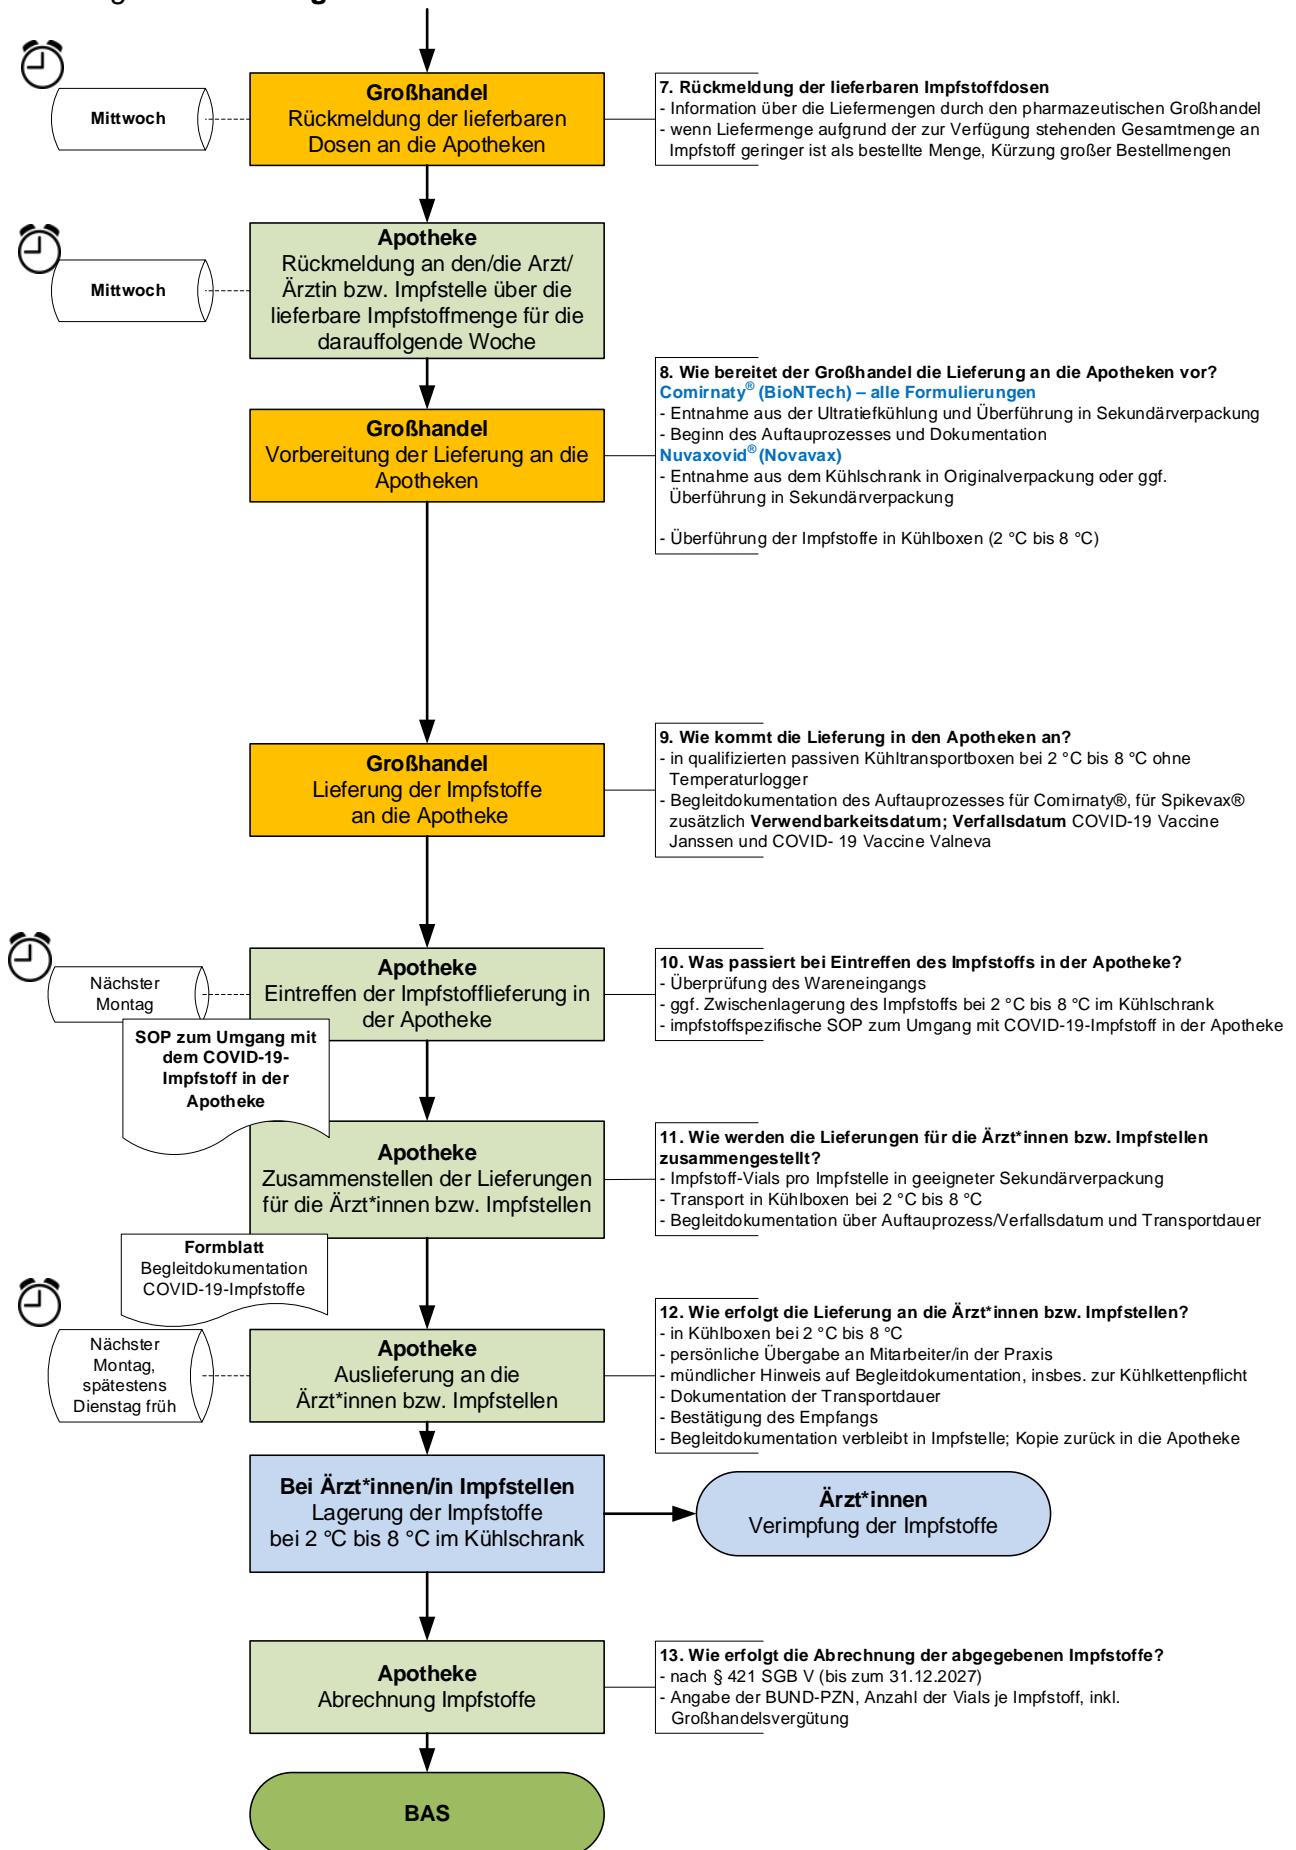 Mittwoch
Großhandel
Rückmeldung der lieferbaren
Dosen an die Apotheken
7. Rückmeldung der lieferbaren Impfstoffdosen
- Information über die Liefermengen durch den pharmazeutischen Großhandel
- wenn Liefermenge aufgrund der zur Verfügung stehenden Gesamtmenge an
Impfstoff geringer ist als bestellte Menge, Kürzung großer Bestellmengen
Mittwoch
Apotheke
Rückmeldung an den/die Arzt/
Ärztin bzw. Impfstelle über die
lieferbare Impfstoffmenge für die
darauffolgende Woche
Großhandel
Vorbereitung der Lieferung an die
Apotheken
8. Wie bereitet der Großhandel die Lieferung an die Apotheken vor?
Comirnaty® (BioNTech) – alle Formulierungen
- Entnahme aus der Ultratiefkühlung und Überführung in Sekundärverpackung
- Beginn des Auftauprozesses und Dokumentation
Nuvaxovid® (Novavax)
- Entnahme aus dem Kühlschrank in Originalverpackung oder ggf.
Überführung in Sekundärverpackung
- Überführung der Impfstoffe in Kühlboxen (2 °C bis 8 °C)
Großhandel
Lieferung der Impfstoffe
an die Apotheke
9. Wie kommt die Lieferung in den Apotheken an?
- in qualifizierten passiven Kühltransportboxen bei 2 °C bis 8 °C ohne
Temperaturlogger
- Begleitdokumentation des Auftauprozesses für Comirnaty®, für Spikevax®
zusätzlich Verwendbarkeitsdatum; Verfallsdatum COVID-19 Vaccine
Janssen und COVID- 19 Vaccine Valneva
Nächster
Montag
Apotheke
Eintreffen der Impfstofflieferung in
der Apotheke
10. Was passiert bei Eintreffen des Impfstoffs in der Apotheke?
- Überprüfung des Wareneingangs
- ggf. Zwischenlagerung des Impfstoffs bei 2 °C bis 8 °C im Kühlschrank
- impfstoffspezifische SOP zum Umgang mit COVID-19-Impfstoff in der Apotheke
SOP zum Umgang mit
dem COVID-19-
Impfstoff in der
Apotheke
Apotheke
Zusammenstellen der Lieferungen
für die Ärzt*innen bzw. Impfstellen
11. Wie werden die Lieferungen für die Ärzt*innen bzw. Impfstellen
zusammengestellt?
- Impfstoff-Vials pro Impfstelle in geeigneter Sekundärverpackung
- Transport in Kühlboxen bei 2 °C bis 8 °C
- Begleitdokumentation über Auftauprozess/Verfallsdatum und Transportdauer
Formblatt
Begleitdokumentation
COVID-19-Impfstoffe
Nächster
Montag,
spätestens
Dienstag früh
Apotheke
Auslieferung an die
Ärzt*innen bzw. Impfstellen
12. Wie erfolgt die Lieferung an die Ärzt*innen bzw. Impfstellen?
- in Kühlboxen bei 2 °C bis 8 °C
- persönliche Übergabe an Mitarbeiter/in der Praxis
- mündlicher Hinweis auf Begleitdokumentation, insbes. zur Kühlkettenpflicht
- Dokumentation der Transportdauer
- Bestätigung des Empfangs
- Begleitdokumentation verbleibt in Impfstelle; Kopie zurück in die Apotheke
Bei Ärzt*innen/in Impfstellen
Lagerung der Impfstoffe
bei 2 °C bis 8 °C im Kühlschrank
Ärzt*innen
Verimpfung der Impfstoffe
Apotheke
Abrechnung Impfstoffe
13. Wie erfolgt die Abrechnung der abgegebenen Impfstoffe?
- nach § 421 SGB V (bis zum 31.12.2027)
- Angabe der BUND-PZN, Anzahl der Vials je Impfstoff, inkl.
Großhandelsvergütung
BAS